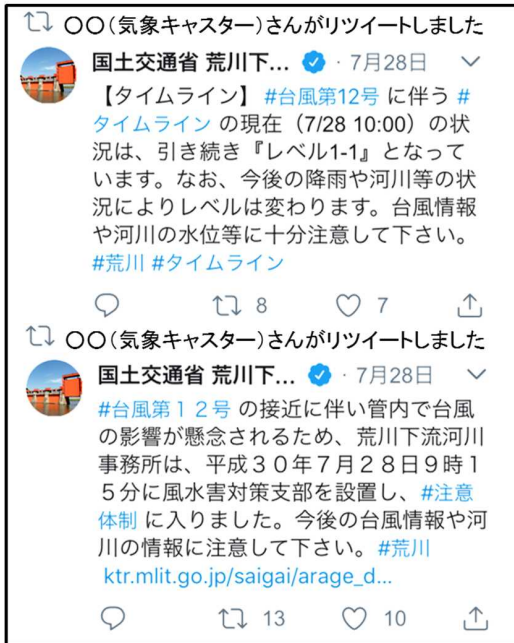 〇〇(気象キャスター)さんがリツイートしました
国土交通省 荒川下... · 7月28日
【タイムライン】 #台風第12号 に伴う #
タイムライン の現在（7/28 10:00）の状
況は、引き続き『レベル1-1』となって
います。なお、今後の降雨や河川等の状
況によりレベルは変わります。台風情報
や河川の水位等に十分注意して下さい。
#荒川 #タイムライン
8 7
〇〇(気象キャスター)さんがリツイートしました
国土交通省 荒川下... · 7月28日
#台風第１２号 の接近に伴い管内で台風
の影響が懸念されるため、荒川下流河川
事務所は、平成３０年７月２８日９時１
５分に風水害対策支部を設置し、#注意
体制 に入りました。今後の台風情報や河
川の情報に注意して下さい。#荒川
ktr.mlit.go.jp/saigai/arage_d...
13 10